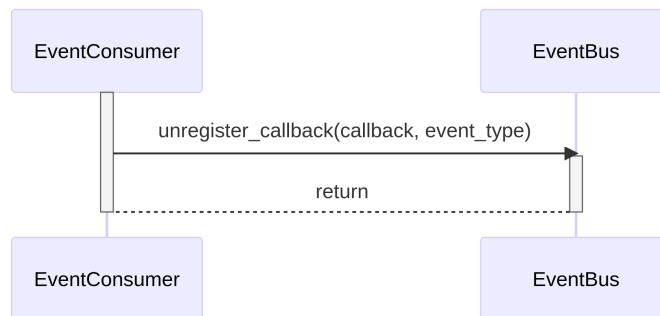 EventConsumer
EventBus
unregister_callback(callback, event_type)
return
EventConsumer
EventBus